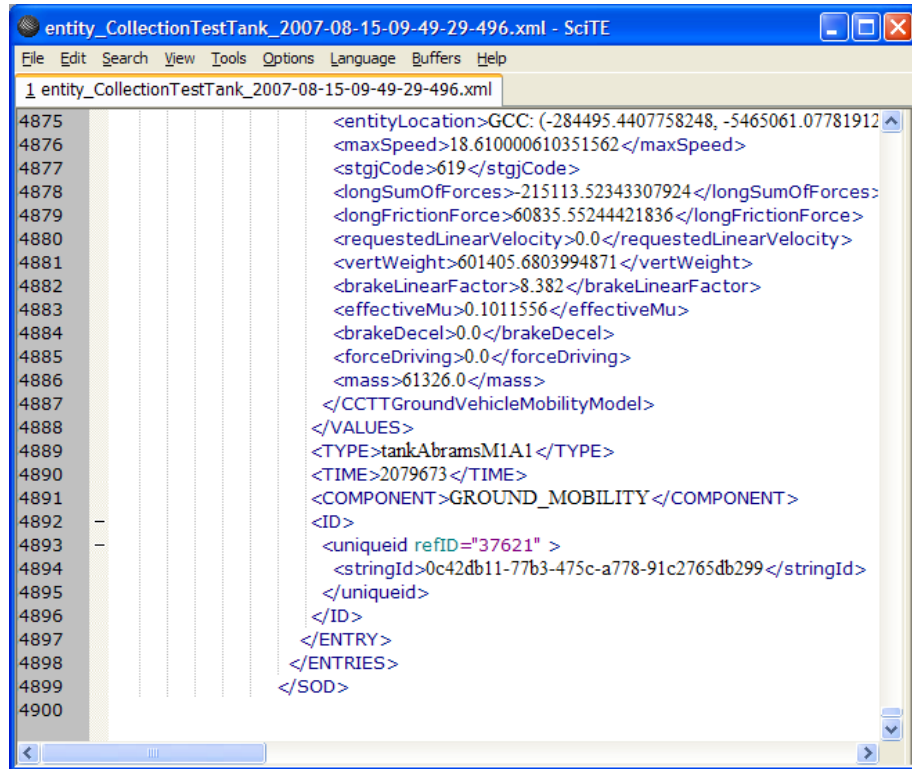 entity_CollectionTestTank_2007-08-15-09-49-29-496.xml - SciTE
File Edit Search View Tools Options Language Buffers Help
1 entity_CollectionTestTank_2007-08-15-09-49-29-496.xml
4875 <entityLocation>GCC: (-284495.4407758248, -5465061.07781912
4876 <maxSpeed>18.610000610351562</maxSpeed>
4877 <stgjCode>619</stgjCode>
4878 <longSumOfForces>-215113.52343307924</longSumOfForces>
4879 <longFrictionForce>60835.55244421836</longFrictionForce>
4880 <requestedLinearVelocity>0.0</requestedLinearVelocity>
4881 <vertWeight>601405.6803994871</vertWeight>
4882 <brakeLinearFactor>8.382</brakeLinearFactor>
4883 <effectiveMu>0.1011556</effectiveMu>
4884 <brakeDecel>0.0</brakeDecel>
4885 <forceDriving>0.0</forceDriving>
4886 <mass>61326.0</mass>
4887 </CCTTGroundVehicleMobilityModel>
4888 </VALUES>
4889 <TYPE>tankAbramsM1A1</TYPE>
4890 <TIME>2079673</TIME>
4891 <COMPONENT>GROUND_MOBILITY</COMPONENT>
4892 <ID>
4893 <uniqueid refID="37621" >
4894 <stringId>0c42db11-77b3-475c-a778-91c2765db299</stringId>
4895 </uniqueid>
4896 </ID>
4897 </ENTRY>
4898 </ENTRIES>
4899 </SOD>
4900